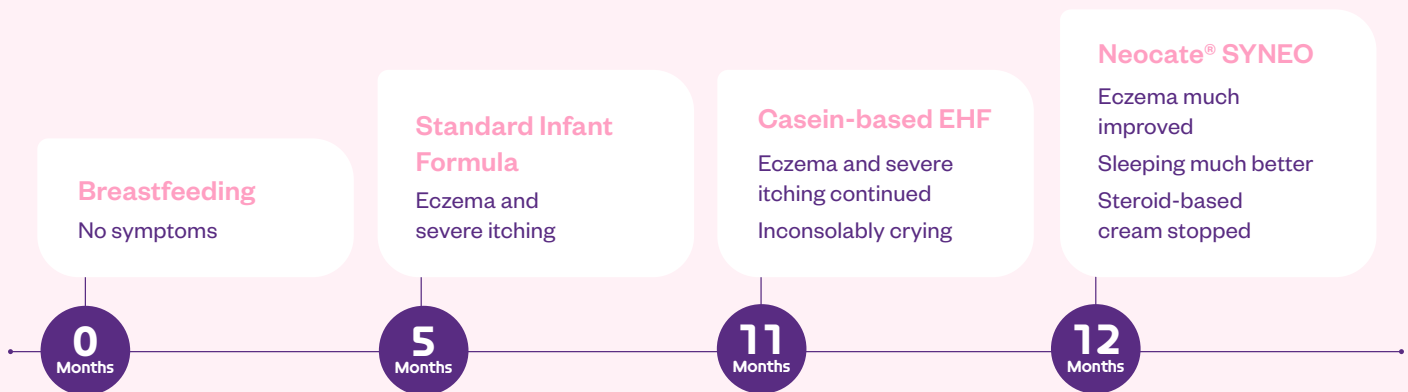 Breastfeeding
No symptoms
0
Months
Standard Infant
Formula
Eczema and
severe itching
5
Months
Casein-based EHF
Eczema and severe
itching continued
Inconsolably crying
11
Months
Neocate® SYNEO
Eczema much
improved
Sleeping much better
Steroid-based
cream stopped
12
Months